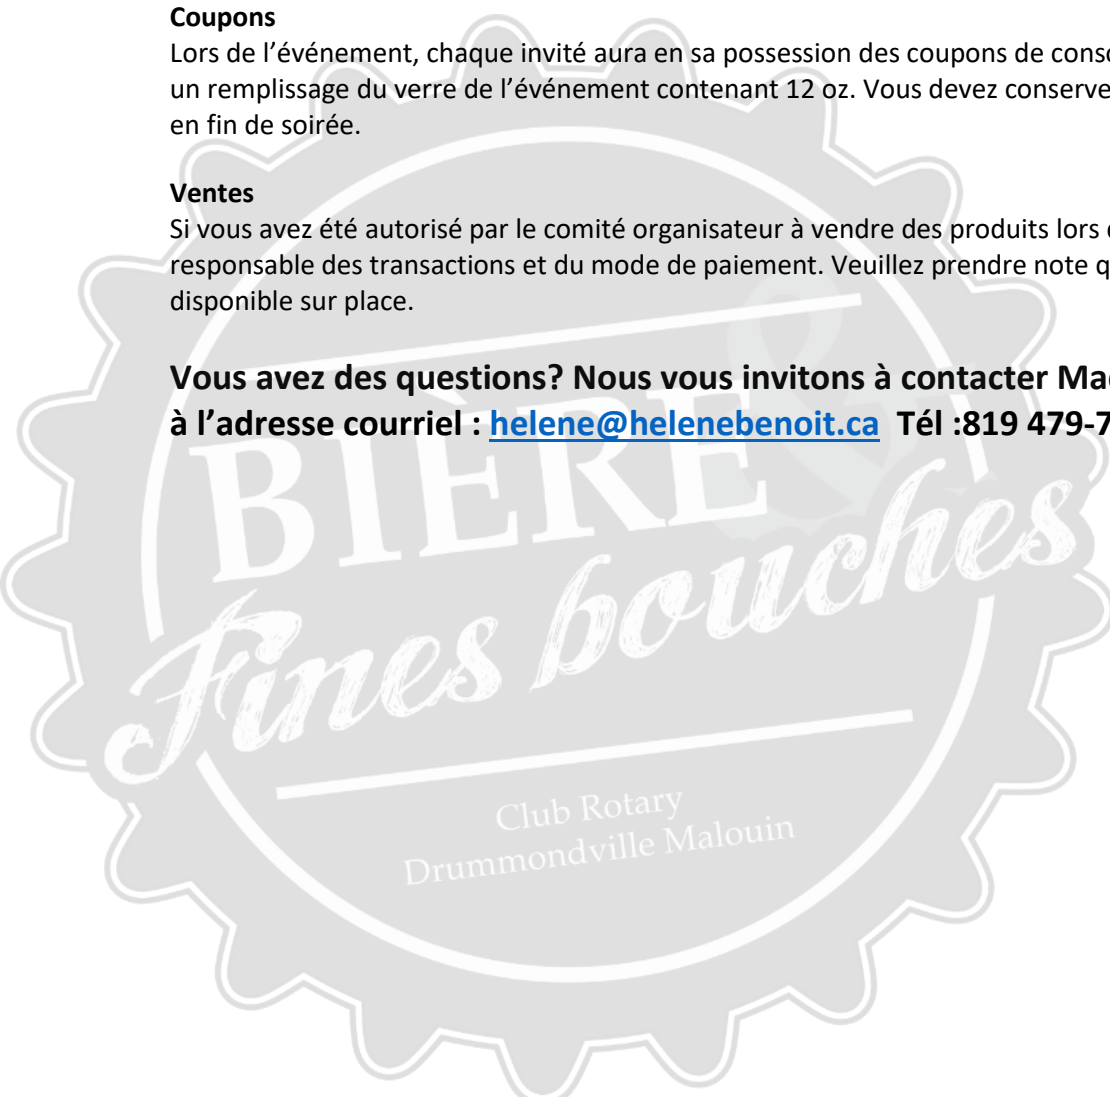 Coupons
Lors de l’événement, chaque invité aura en sa possession des coupons de
un remplissage du verre de l’événement contenant 12 oz. Vous devez
en fin de soirée.
Ventes
Si vous avez été autorisé par le comité organisateur à vendre des produits lors
responsable des transactions et du mode de paiement. Veuillez prendre note
disponible sur place.
Vous avez des questions? Nous vous invitons à contacter
à l’adresse courriel : helene@helenebenoit.ca Tél :819 479-7
BIÈRE &
Fines bouches
Club Rotary
Drummondville Malouin